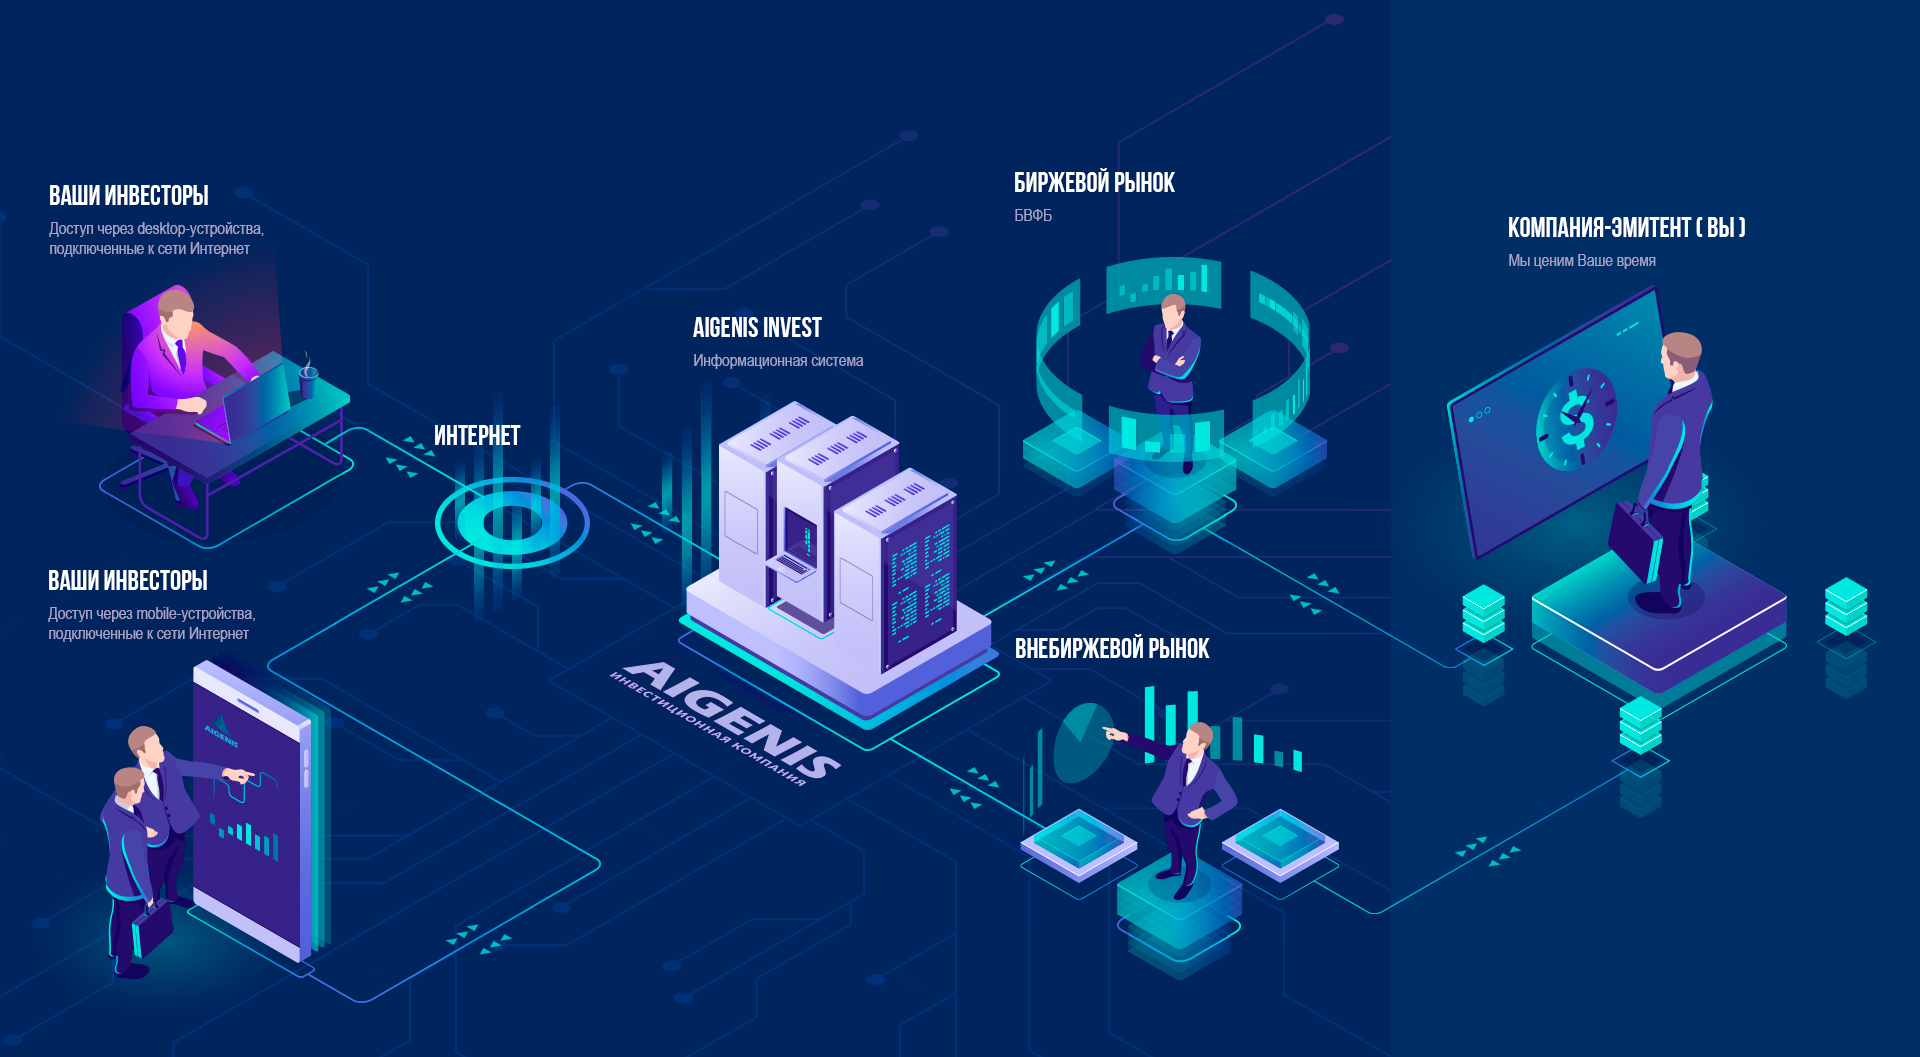 ВАШИ ИНВЕСТОРЫ
Доступ через desktop-устройства,
подключенные к сети Интернет
ВАШИ ИНВЕСТОРЫ
Доступ через mobile-устройства,
подключенные к сети Интернет
AIGENIS
ИНТЕРНЕТ
AIGENIS INVEST
Информационная система
AIGENIS
ИНВЕСТИЦИОННАЯ КОМПАНИЯ
БИРЖЕВОЙ РЫНОК
БВФБ
ВНЕБИРЖЕВОЙ РЫНОК
КОМПАНИЯ-ЭМИТЕНТ ( ВЫ )
Мы ценим Ваше время